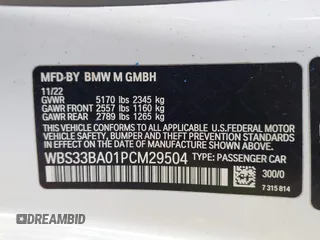 MFD-BY BMW M GMBH
11/22
GVWR 5170 lbs 2345 kg
GAWR FRONT 2557 lbs 1160 kg
GAWR REAR 2789 lbs 1265 kg
THIS VEHICLE CONFORMS TO ALL APPLICABLE FEDERAL MOTOR VEHICLE SAFETY, BUMPER, AND THEFT PREVENTION STANDARDS IN EFFECT ON THE DATE OF MANUFACTURE SHOWN ABOVE.
WBS33BA01PCM29504 TYPE: PASSENGER CAR
300/0
7 315 814
DREAMBID